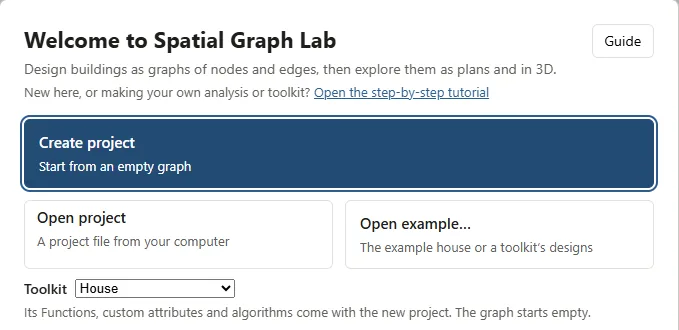 Welcome to Spatial Graph Lab
Guide
Design buildings as graphs of nodes and edges, then explore them as plans and in 3D.
New here, or making your own analysis or toolkit? Open the step-by-step tutorial
Create project
Start from an empty graph
Open project
A project file from your computer
Open example...
The example house or a toolkit's designs
Toolkit House
Its Functions, custom attributes and algorithms come with the new project. The graph starts empty.